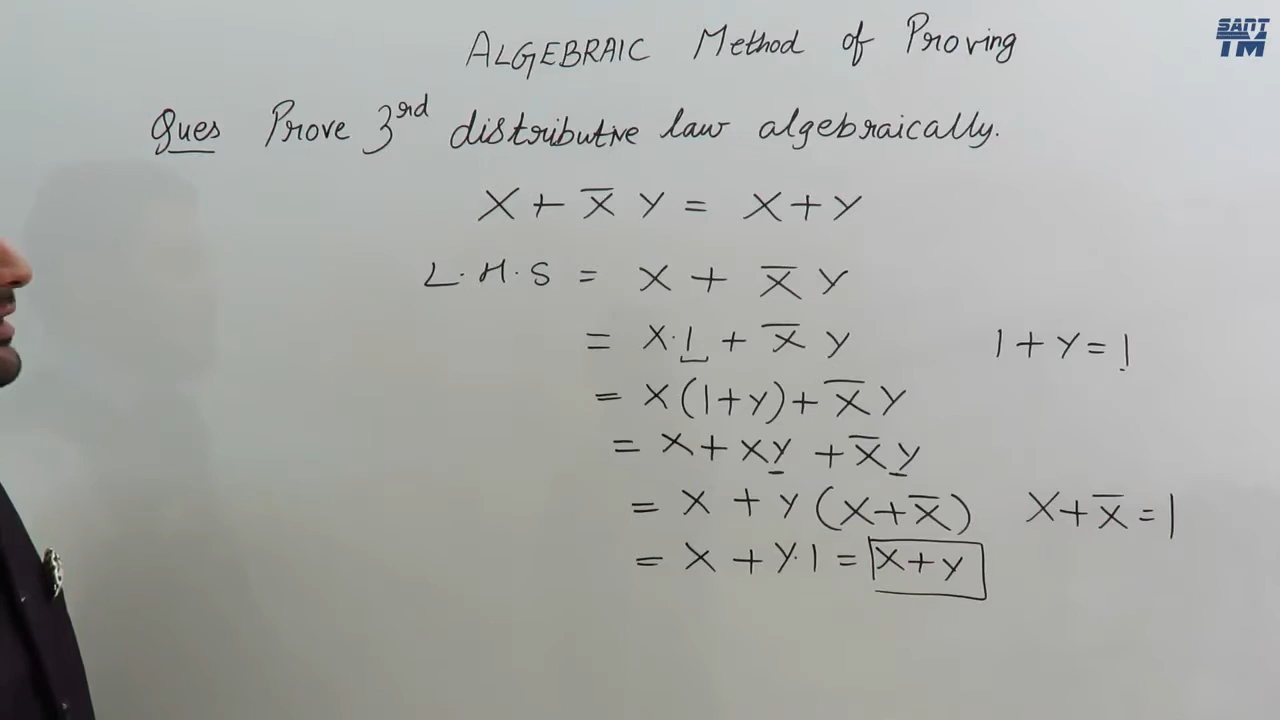 SANT
TM
ALGEBRAIC Method of Proving
Ques Prove 3rd distributive law algebraically.
X + X̅ Y = X + Y
L.H.S = X + X̅ Y
= X·1 + X̅ Y 1 + Y = 1
= X(1+Y) + X̅ Y
= X + XY + X̅ Y
= X + Y (X + X̅) X + X̅ = 1
= X + Y·1 = X + Y